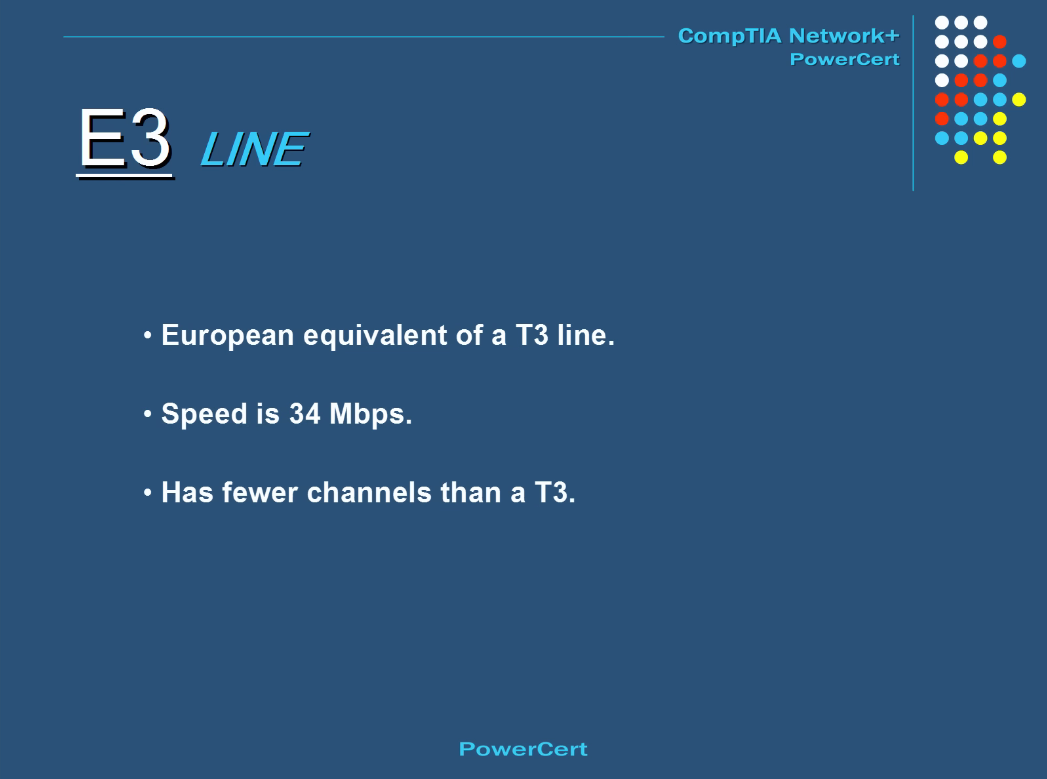 CompTIA Network+
PowerCert
E3 LINE
• European equivalent of a T3 line.
• Speed is 34 Mbps.
• Has fewer channels than a T3.
PowerCert